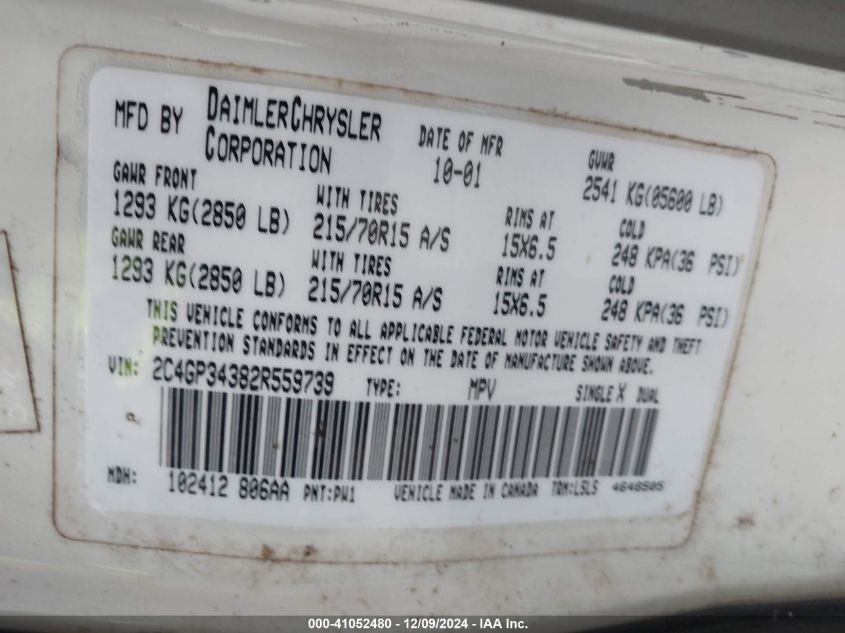 MFD BY DAIMLERCHRYSLER CORPORATION
DATE OF MFR 10-01
GVWR 2541 KG(05600 LB)
GAWR FRONT
1293 KG(2850 LB)
WITH TIRES
215/70R15 A/S
RIMS AT
15X6.5
COLD
248 KPA(36 PSI)
GAWR REAR
1293 KG(2850 LB)
WITH TIRES
215/70R15 A/S
RIMS AT
15X6.5
COLD
248 KPA(36 PSI)
THIS VEHICLE CONFORMS TO ALL APPLICABLE FEDERAL MOTOR VEHICLE SAFETY AND THEFT
PREVENTION STANDARDS IN EFFECT ON THE DATE OF MANUFACTURE SHOWN ABOVE.
VIN: 2C4GP34382R559739 TYPE: MPV SINGLE X DUAL
MDH: 102412 806AA PNT:PW1 VEHICLE MADE IN CANADA TRM:LSL5 4648505
000-41052480 - 12/09/2024 - IAA Inc.